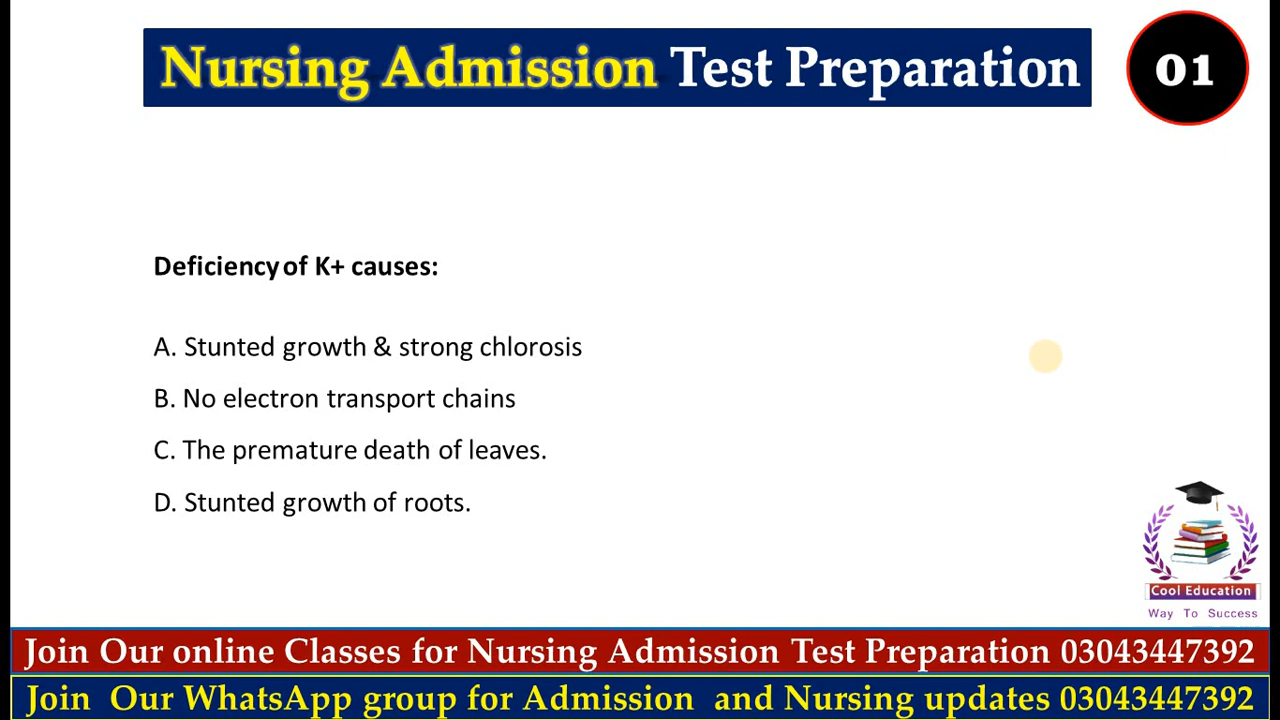 Nursing Admission Test Preparation
01
Deficiency of K+ causes:
A. Stunted growth & strong chlorosis
B. No electron transport chains
C. The premature death of leaves.
D. Stunted growth of roots.
Cool Education
Way To Success
Join Our online Classes for Nursing Admission Test Preparation 03043447392
Join Our WhatsApp group for Admission and Nursing updates 03043447392